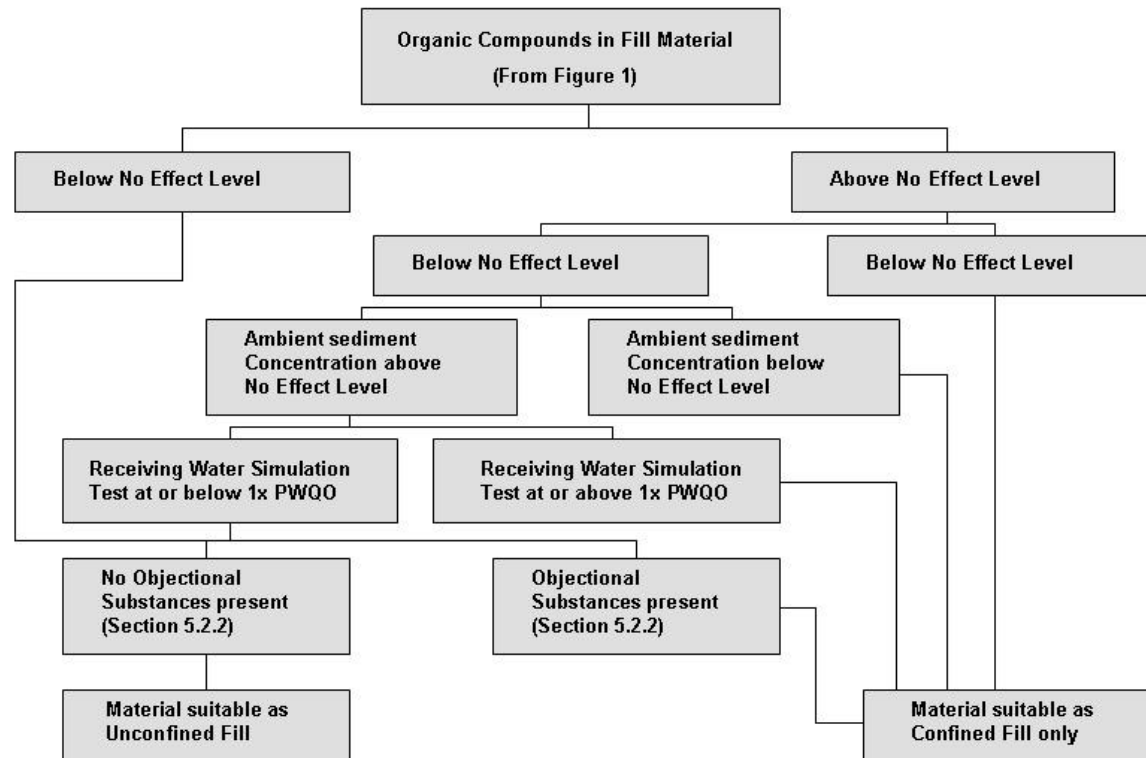 Organic Compounds in Fill Material
(From Figure 1)
Below No Effect Level
Above No Effect Level
Below No Effect Level
Below No Effect Level
Ambient sediment
Concentration above
No Effect Level
Ambient sediment
Concentration below
No Effect Level
Receiving Water Simulation
Test at or below 1x PWQO
Receiving Water Simulation
Test at or above 1x PWQO
No Objectional
Substances present
(Section 5.2.2)
Objectional
Substances present
(Section 5.2.2)
Material suitable as
Unconfined Fill
Material suitable as
Confined Fill only